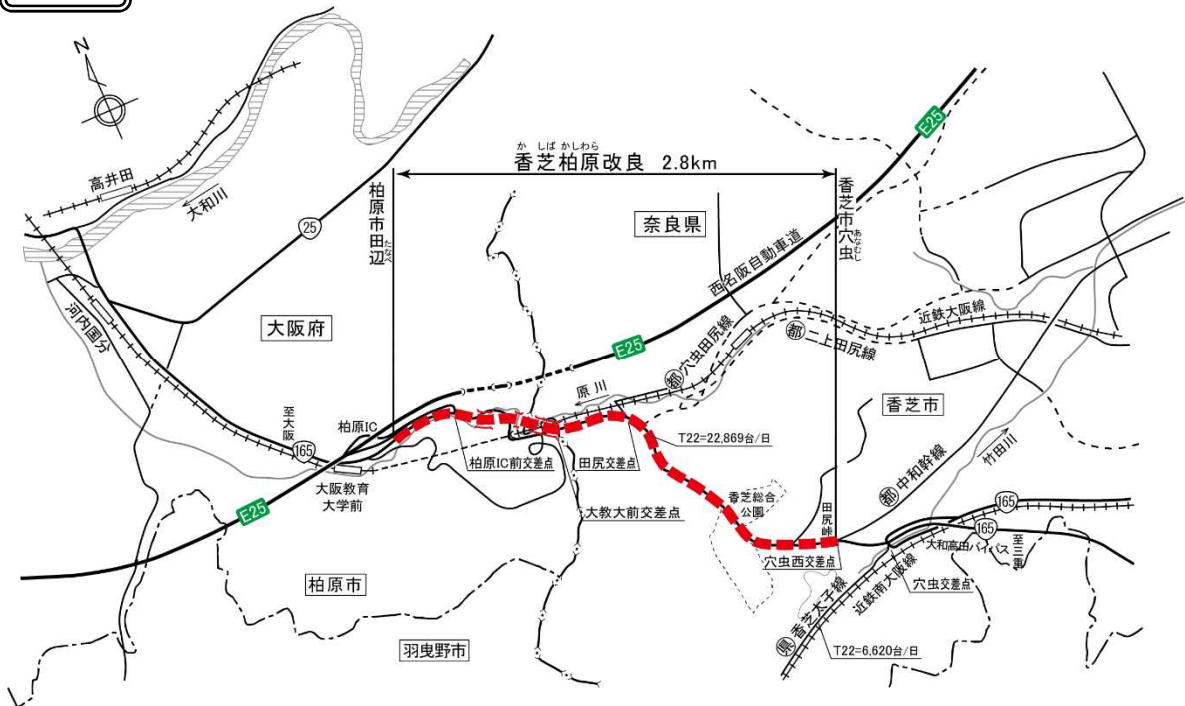 N
かしばかしわら
香芝柏原改良 2.8km
E25
高井田
大和川
25
柏原市田辺
たなべ
奈良県
香芝市穴虫
あなむし
西名阪自動車道
河内国分
大阪府
E25
都 穴虫田尻線
近鉄大阪線
都 二上田尻線
原川
香芝市
至大阪
165
柏原IC
柏原IC前交差点
田尻交差点
T22=22,869台/日
竹田川
都 中和幹線
大阪教育
大学前
大教大前交差点
香芝総合
公園
田尻峠
E25
165
165
大和高田バイパス
至三重
穴虫西交差点
穴虫交差点
近鉄南大阪線
柏原市
県 香芝太子線
羽曳野市
T22=6,620台/日